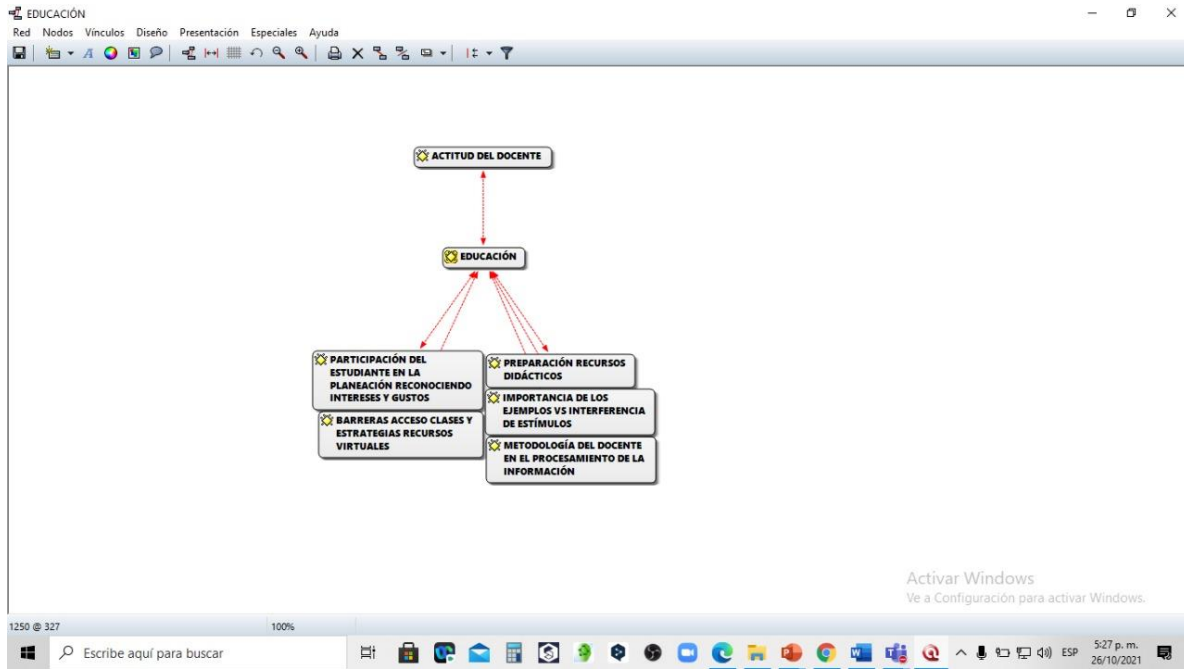 EDUCACIÓN
Red Nodos Vínculos Diseño Presentación Especiales Ayuda
ACTITUD DEL DOCENTE
EDUCACIÓN
PARTICIPACIÓN DEL
ESTUDIANTE EN LA
PLANEACIÓN RECONOCIENDO
INTERESES Y GUSTOS
BARRERAS ACCESO CLASES Y
ESTRATEGIAS RECURSOS
VIRTUALES
PREPARACIÓN RECURSOS
DIDÁCTICOS
IMPORTANCIA DE LOS
EJEMPLOS VS INTERFERENCIA
DE ESTÍMULOS
METODOLOGÍA DEL DOCENTE
EN EL PROCESAMIENTO DE LA
INFORMACIÓN
Activar Windows
Ve a Configuración para activar Windows.
1250 @ 327 100%
Escribe aquí para buscar
ESP
5:27 p. m.
26/10/2021